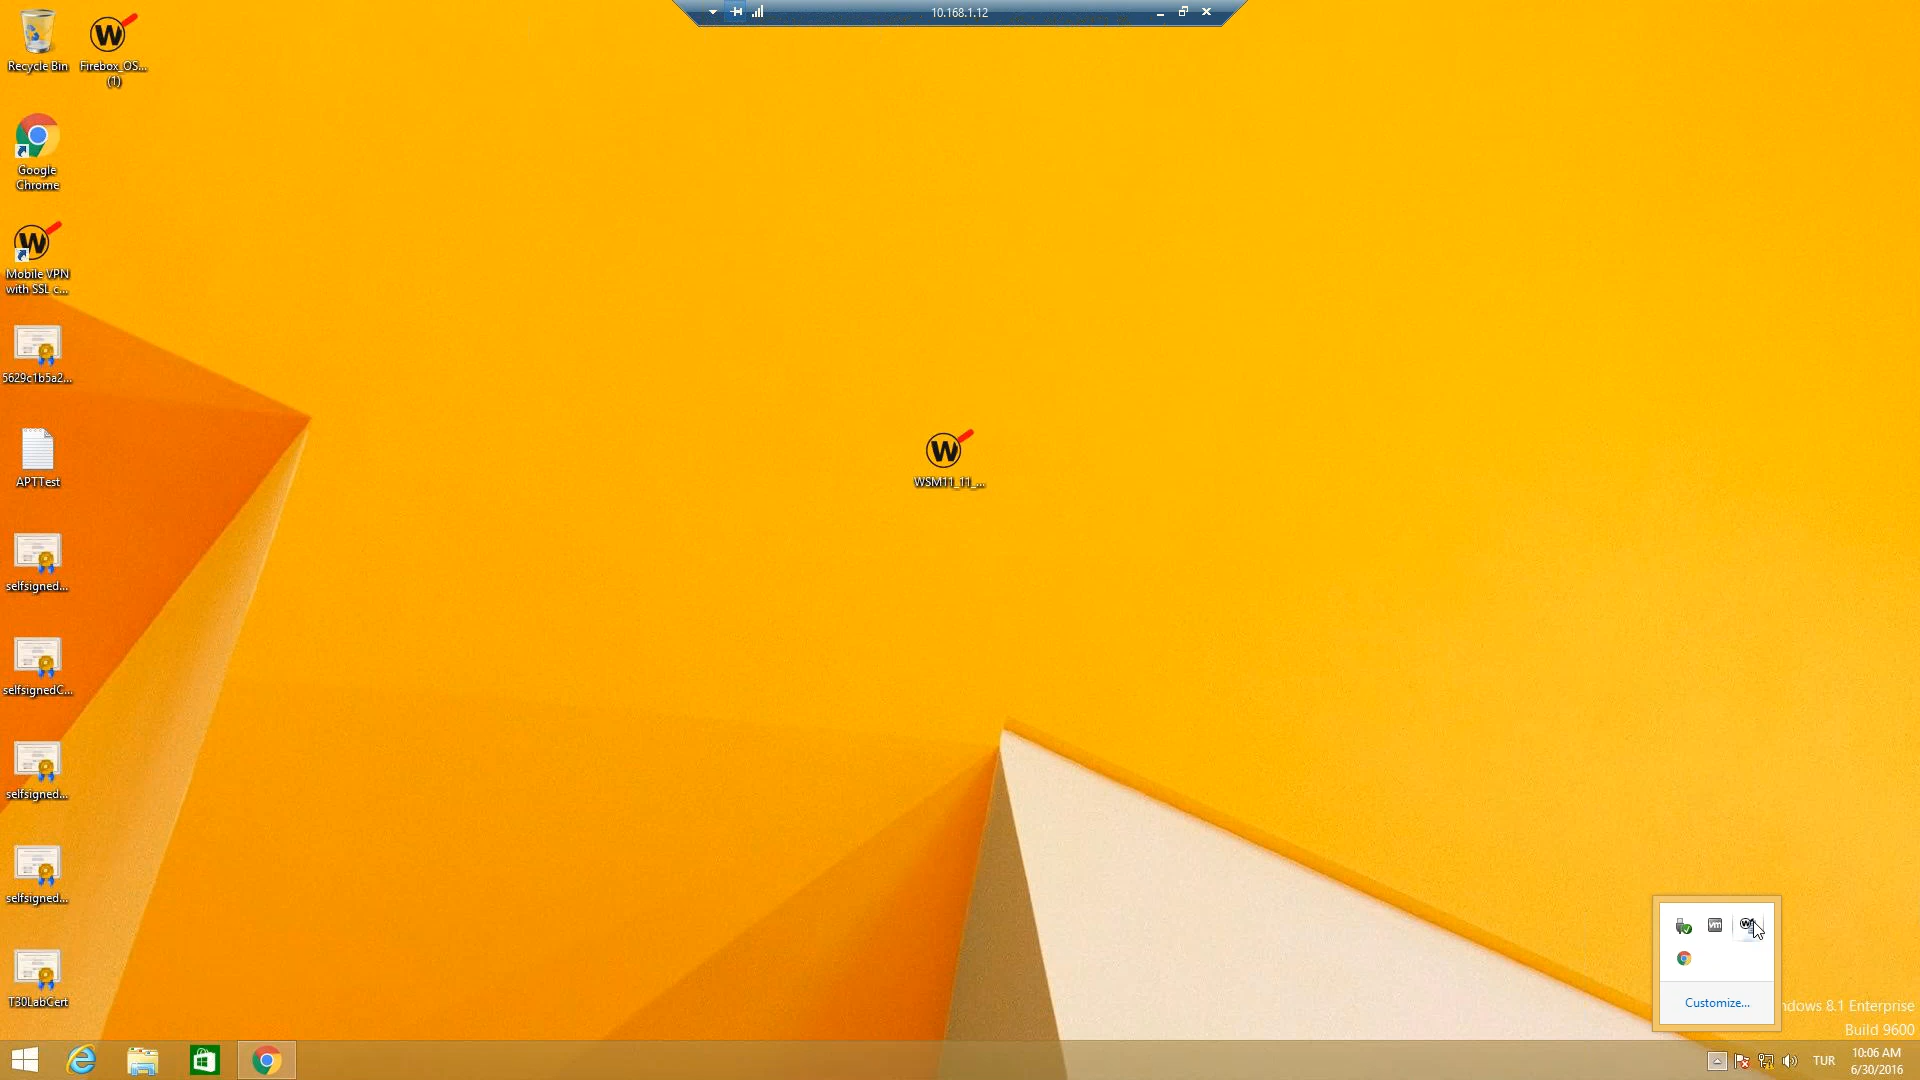 10.168.1.12
Recycle Bin
Firebox_OS...
(1)
Google
Chrome
Mobile VPN
with SSL c...
5629c1b5a2...
APTTest
selfsigned...
selfsignedC...
selfsigned...
selfsigned...
T30LabCert
W
WSM11_11_...
vm
Customize...
ndows 8.1 Enterprise
Build 9600
TUR
10:06 AM
6/30/2016